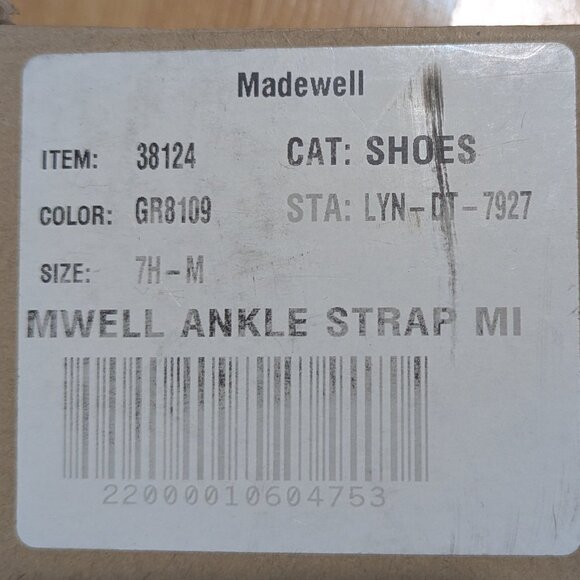 Madewell
ITEM: 38124 CAT: SHOES
COLOR: GR8109 STA: LYN-DT-7927
SIZE: 7H-M
MWELL ANKLE STRAP MI
22000010604753